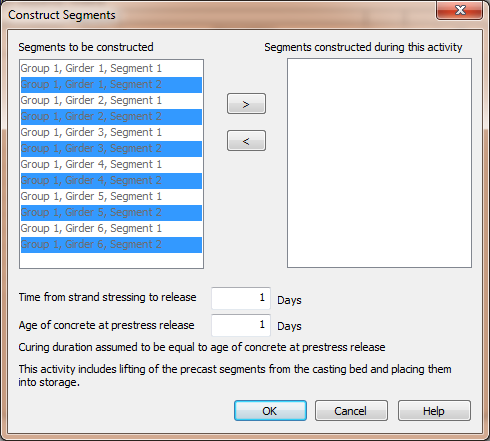 Construct Segments
Segments to be constructed
Segments constructed during this activity
Group 1, Girder 1, Segment 1
Group 1, Girder 1, Segment 2
Group 1, Girder 2, Segment 1
Group 1, Girder 2, Segment 2
Group 1, Girder 3, Segment 1
Group 1, Girder 3, Segment 2
Group 1, Girder 4, Segment 1
Group 1, Girder 4, Segment 2
Group 1, Girder 5, Segment 1
Group 1, Girder 5, Segment 2
Group 1, Girder 6, Segment 1
Group 1, Girder 6, Segment 2
>
<
Time from strand stressing to release 1 Days
Age of concrete at prestress release 1 Days
Curing duration assumed to be equal to age of concrete at prestress release
This activity includes lifting of the precast segments from the casting bed and placing them
into storage.
OK Cancel Help